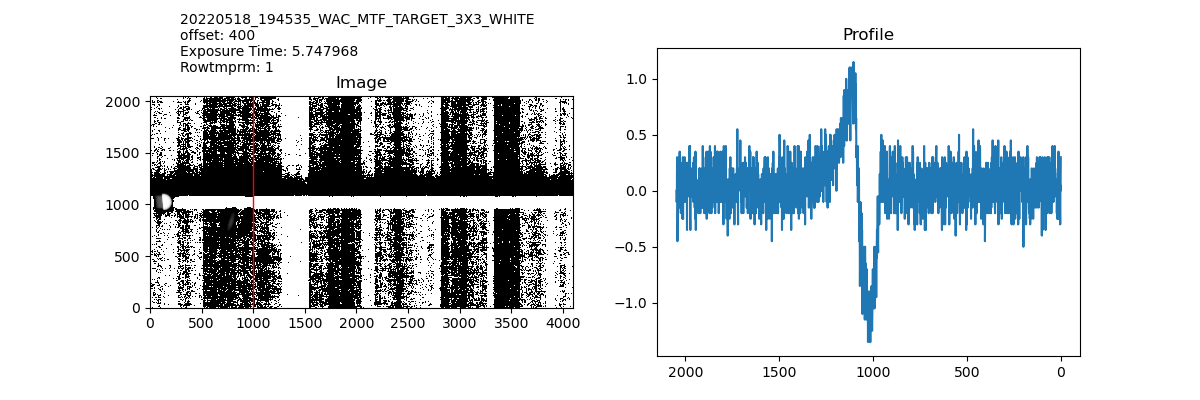 20220518_194535_WAC_MTF_TARGET_3X3_WHITE
offset: 400
Exposure Time: 5.747968
Rowtmprm: 1
Image
2000
1500
1000
500
0
0 500 1000 1500 2000 2500 3000 3500 4000
Profile
1.0
0.5
0.0
−0.5
−1.0
2000 1500 1000 500 0